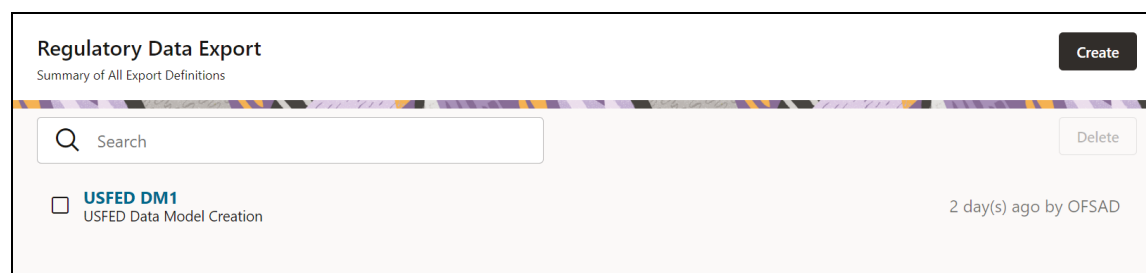 Regulatory Data Export
Create
Summary of All Export Definitions
Search
Delete
USFED DM1
USFED Data Model Creation
2 day(s) ago by OFSAD